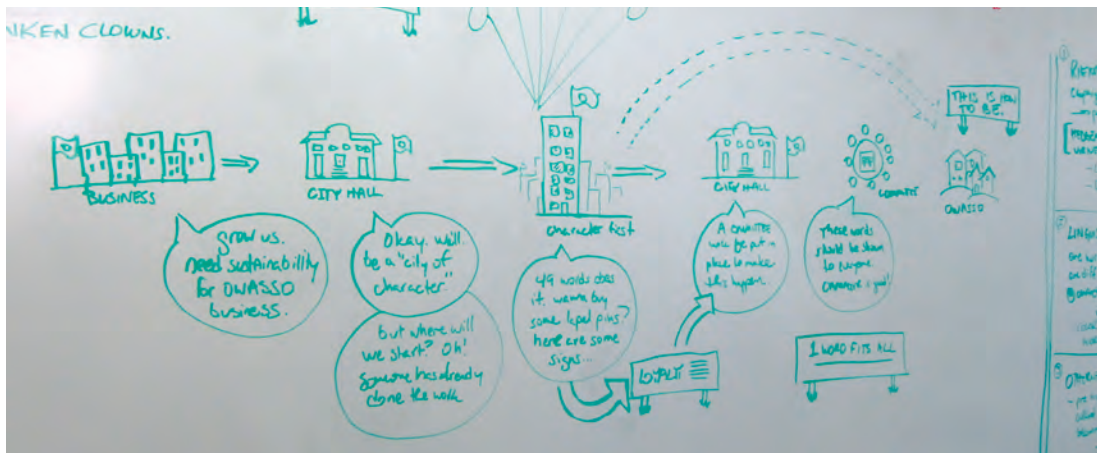 NKEN CLOWNS.
BUSINESS
Grow us.
need sustainability
for OWASSO
business.
CITY HALL
Okay. will
be a "city of
character"
but where will
we start? Oh!
someone has already
done the work
character first
49 words does
it. wanna buy
some lapel pins?
here are some
signs...
LOYALTY
CITY HALL
A committee
will be put in
place to make
this happen.
COMMITTEE
These words
should be shown
to everyone.
character is good!
1 WORD FITS ALL
THIS IS HOW
TO BE.
OWASSO
LINGUIS